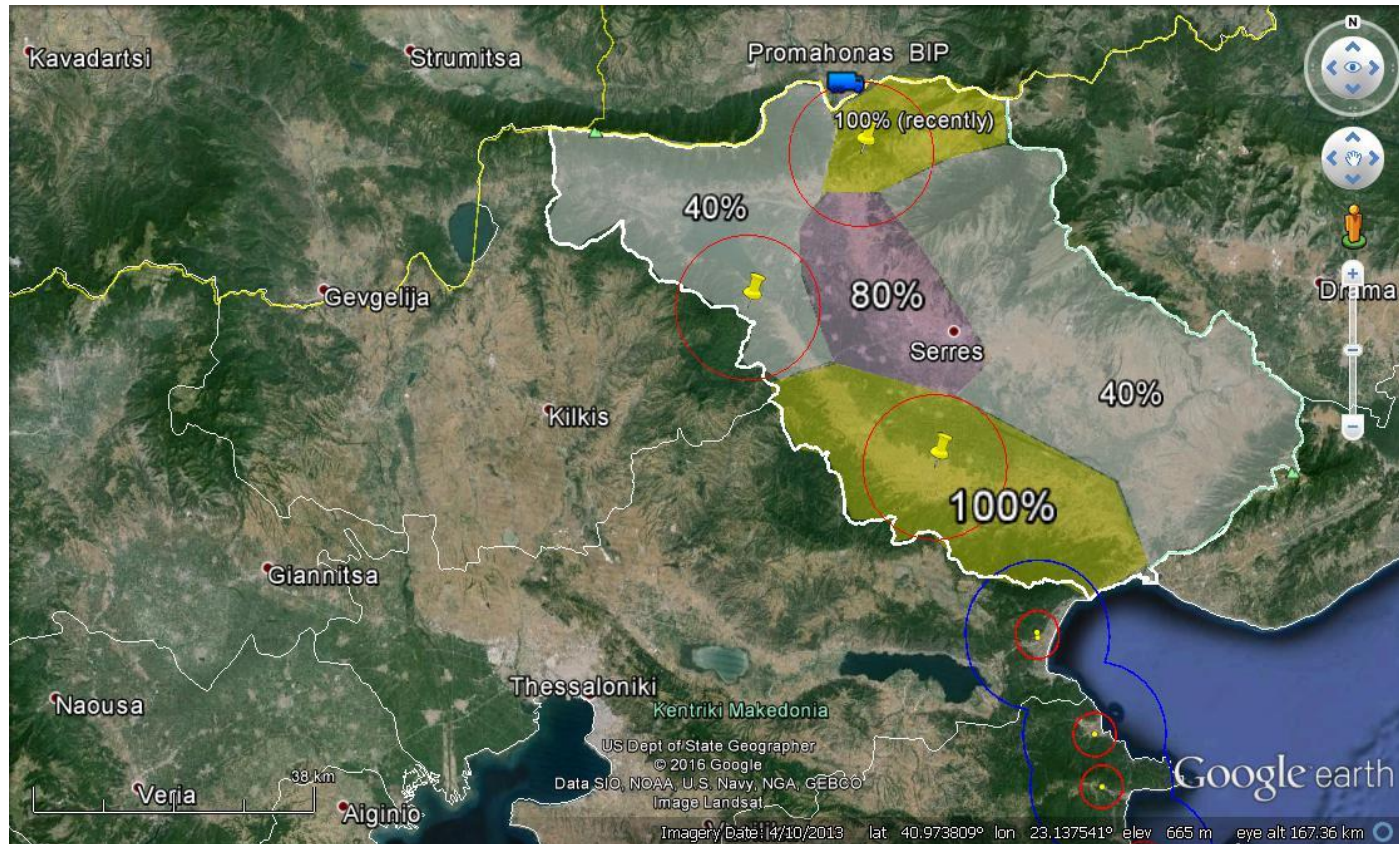 N
Kavadartsi
Strumitsa
Promahonas BIP
100% (recently)
40%
Gevgelija
80%
Drama
Serres
40%
Kilkis
100%
Giannitsa
Thessaloniki
Naousa
Kentriki Makedonia
US Dept of State Geographer
© 2016 Google
Data SIO, NOAA, U.S. Navy, NGA, GEBCO
Image Landsat
Google earth
38 km
Veria
Aiginio
Imagery Date: 4/10/2013 lat 40.973809° lon 23.137541° elev 665 m eye alt 167.36 km